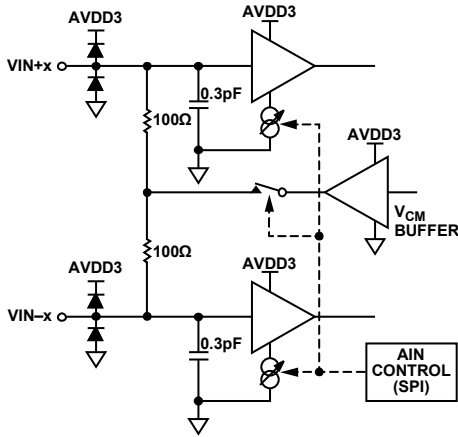 AVDD3
AVDD3
VIN+x
0.3pF
100Ω
AVDD3
VCM
BUFFER
100Ω
AVDD3
AVDD3
VIN–x
0.3pF
AIN
CONTROL
(SPI)